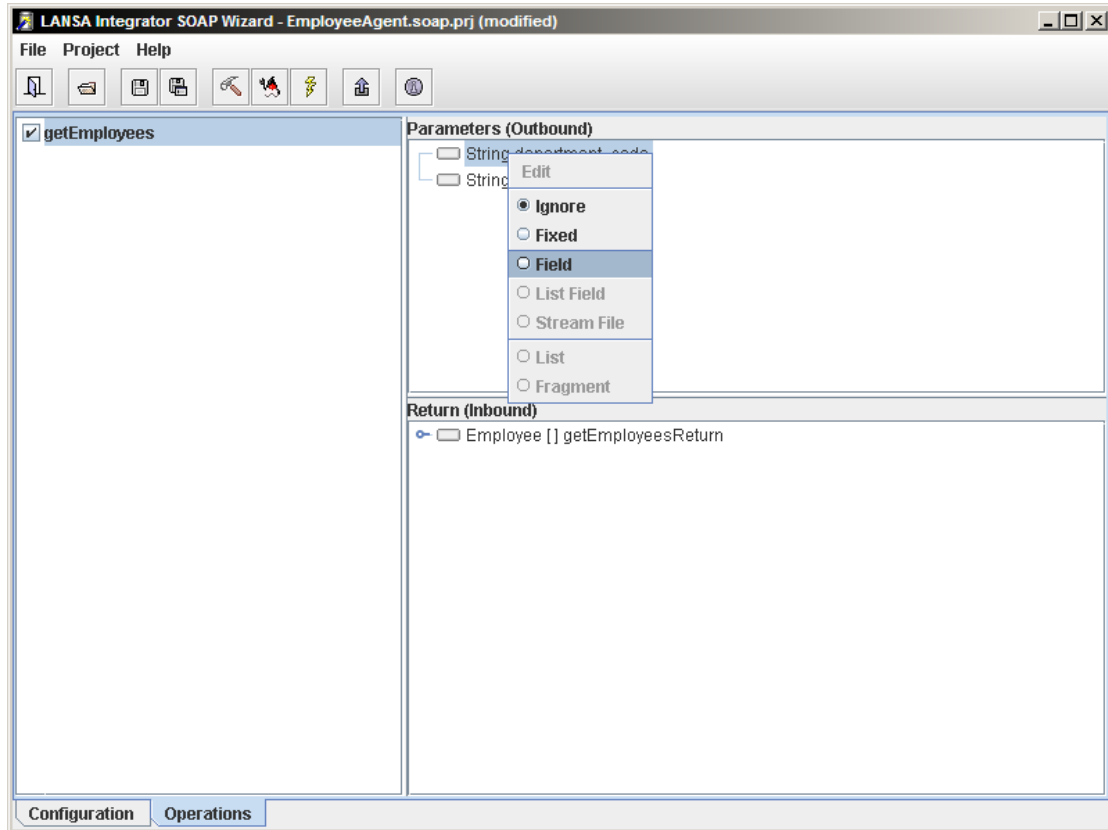 LANSA Integrator SOAP Wizard - EmployeeAgent.soap.prj (modified)
File Project Help
getEmployees
Parameters (Outbound)
String department_code
String
Edit
Ignore
Fixed
Field
List Field
Stream File
List
Fragment
Return (Inbound)
Employee [ ] getEmployeesReturn
Configuration Operations